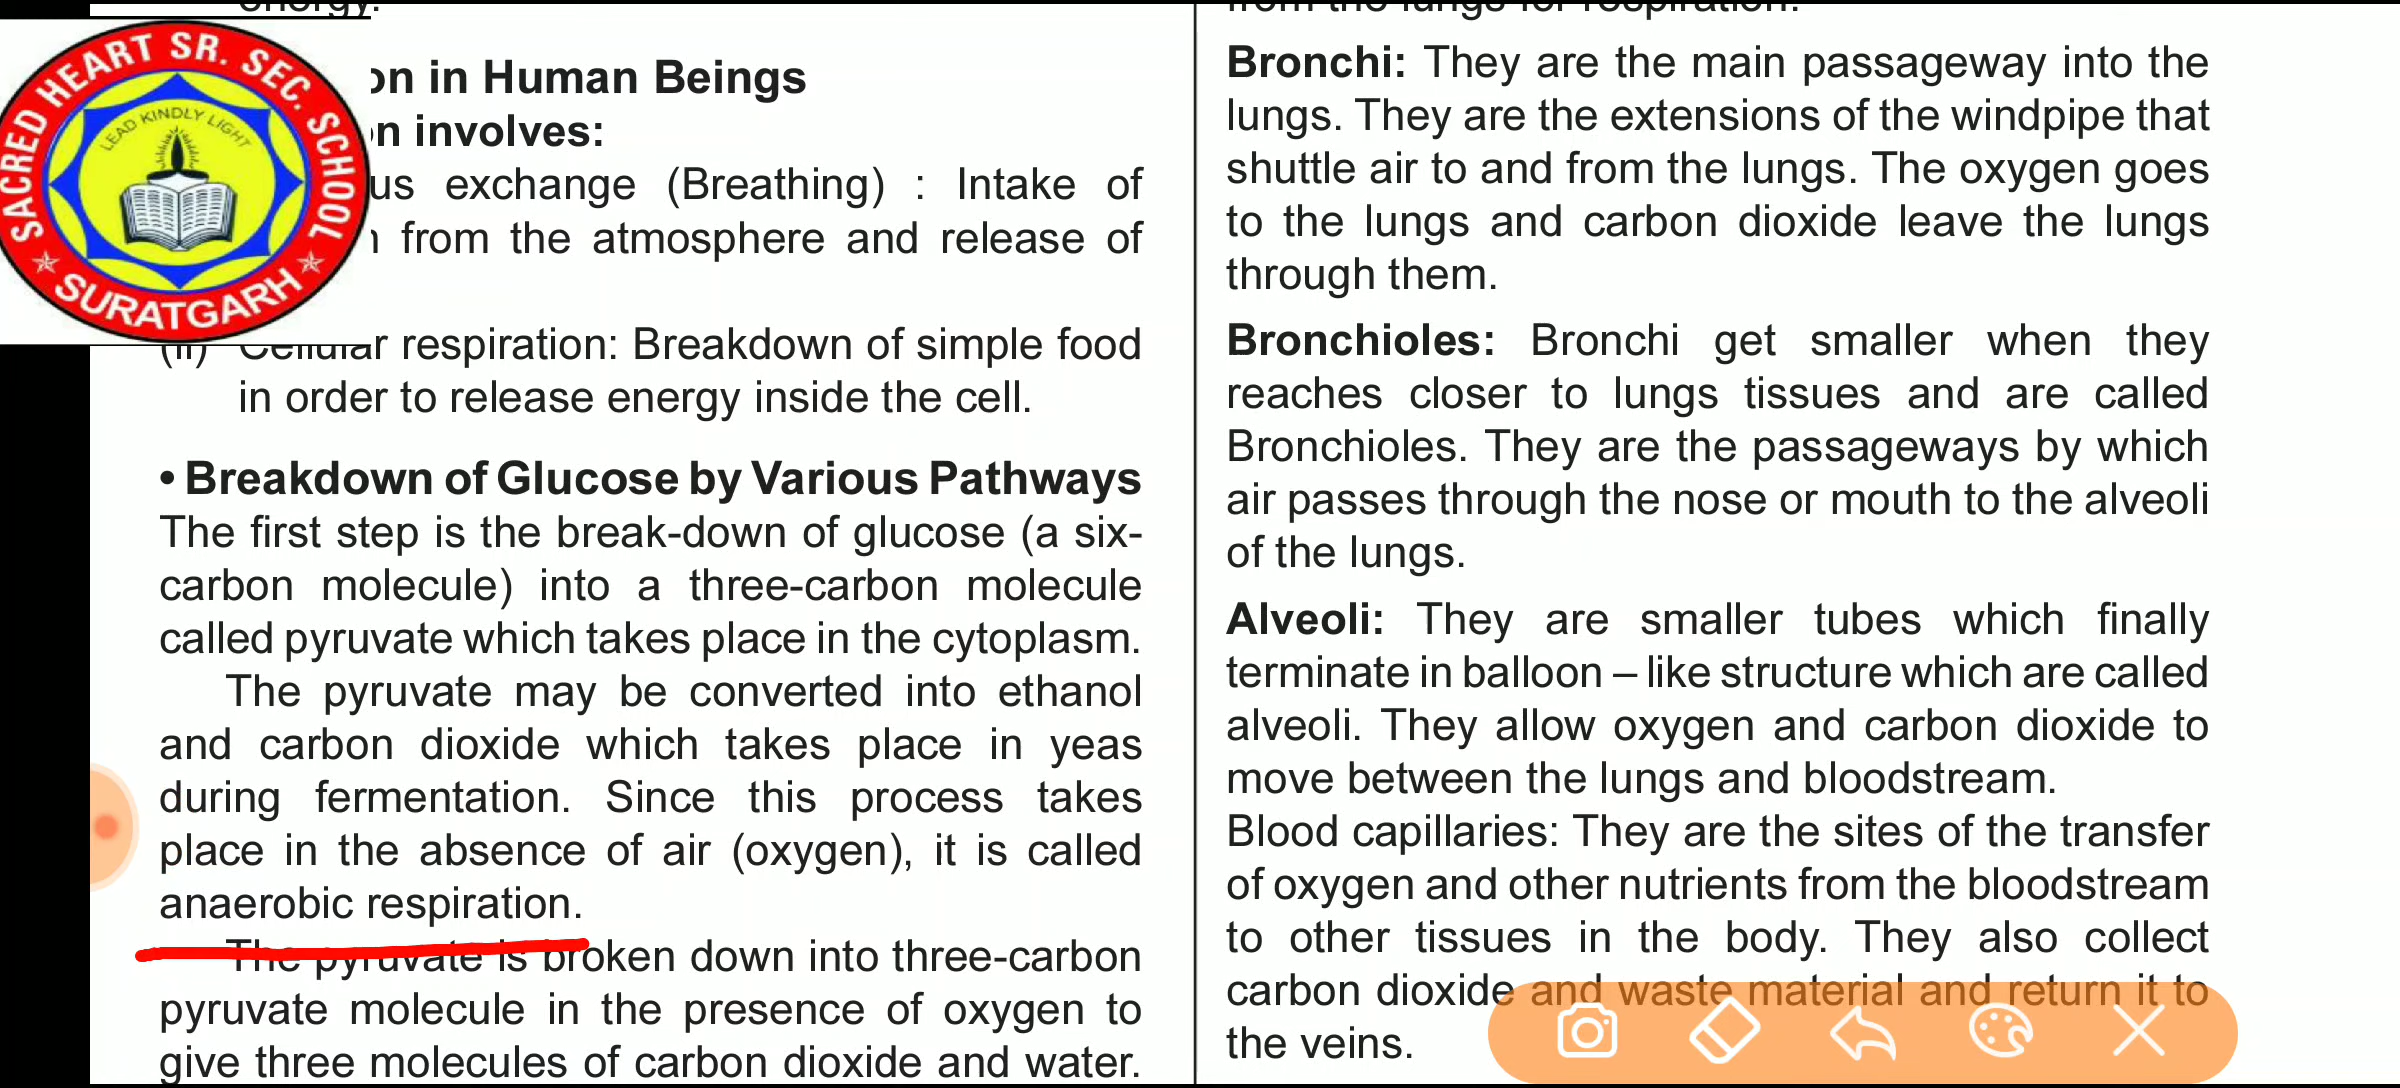 energy.
SACRED HEART SR. SEC. SCHOOL
LEAD KINDLY LIGHT
SURATGARH
on in Human Beings
n involves:
us exchange (Breathing) : Intake of
from the atmosphere and release of
(ii) Cellular respiration: Breakdown of simple food
in order to release energy inside the cell.
• Breakdown of Glucose by Various Pathways
The first step is the break-down of glucose (a six-
carbon molecule) into a three-carbon molecule
called pyruvate which takes place in the cytoplasm.
The pyruvate may be converted into ethanol
and carbon dioxide which takes place in yeas
during fermentation. Since this process takes
place in the absence of air (oxygen), it is called
anaerobic respiration.
The pyruvate is broken down into three-carbon
pyruvate molecule in the presence of oxygen to
give three molecules of carbon dioxide and water.
from the lungs for respiration.
Bronchi: They are the main passageway into the
lungs. They are the extensions of the windpipe that
shuttle air to and from the lungs. The oxygen goes
to the lungs and carbon dioxide leave the lungs
through them.
Bronchioles: Bronchi get smaller when they
reaches closer to lungs tissues and are called
Bronchioles. They are the passageways by which
air passes through the nose or mouth to the alveoli
of the lungs.
Alveoli: They are smaller tubes which finally
terminate in balloon – like structure which are called
alveoli. They allow oxygen and carbon dioxide to
move between the lungs and bloodstream.
Blood capillaries: They are the sites of the transfer
of oxygen and other nutrients from the bloodstream
to other tissues in the body. They also collect
carbon dioxide and waste material and return it to
the veins.